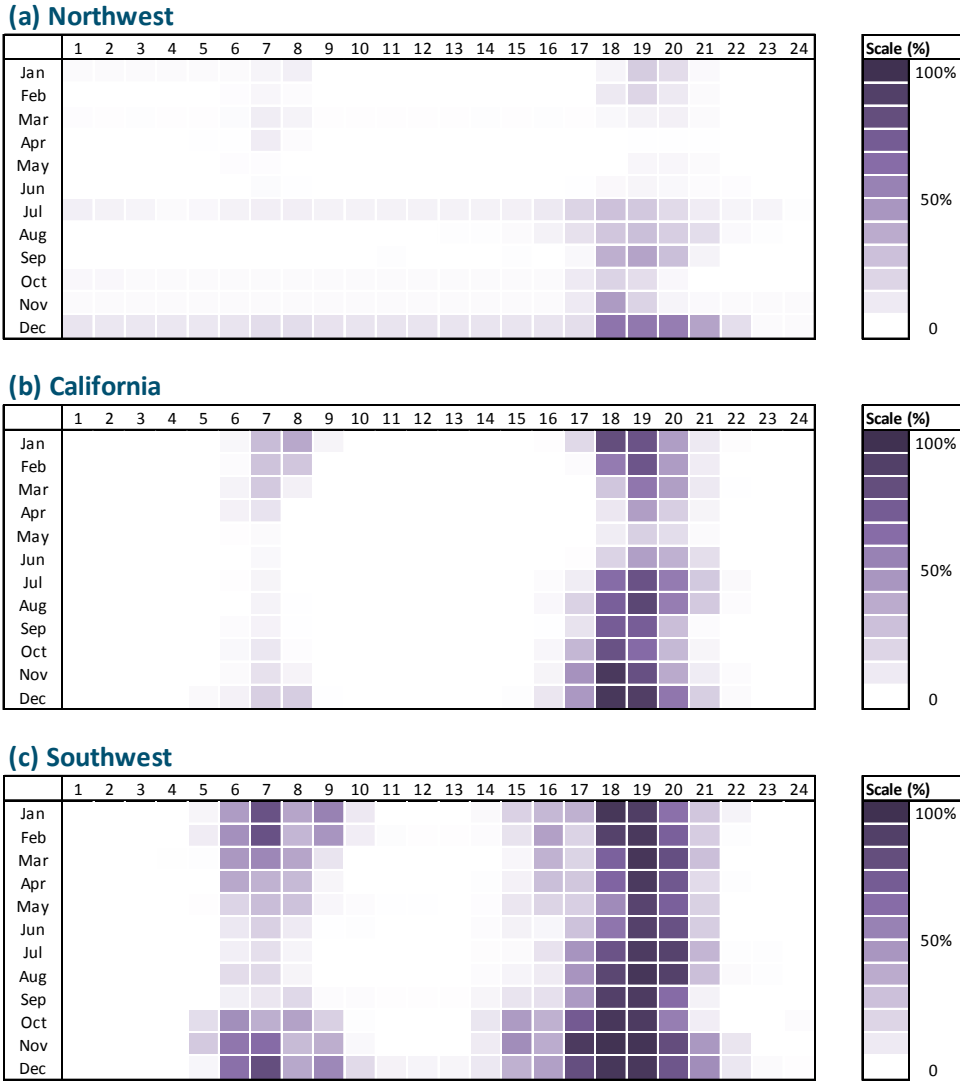 (a) Northwest
1 2 3 4 5 6 7 8 9 10 11 12 13 14 15 16 17 18 19 20 21 22 23 24
Jan
Feb
Mar
Apr
May
Jun
Jul
Aug
Sep
Oct
Nov
Dec
Scale (%)
100%
50%
0
(b) California
1 2 3 4 5 6 7 8 9 10 11 12 13 14 15 16 17 18 19 20 21 22 23 24
Jan
Feb
Mar
Apr
May
Jun
Jul
Aug
Sep
Oct
Nov
Dec
Scale (%)
100%
50%
0
(c) Southwest
1 2 3 4 5 6 7 8 9 10 11 12 13 14 15 16 17 18 19 20 21 22 23 24
Jan
Feb
Mar
Apr
May
Jun
Jul
Aug
Sep
Oct
Nov
Dec
Scale (%)
100%
50%
0